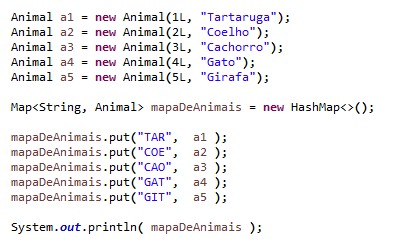 Animal a1 = new Animal(1L, "Tartaruga");
Animal a2 = new Animal(2L, "Coelho");
Animal a3 = new Animal(3L, "Cachorro");
Animal a4 = new Animal(4L, "Gato");
Animal a5 = new Animal(5L, "Girafa");
Map<String, Animal> mapaDeAnimais = new HashMap<>();
mapaDeAnimais.put("TAR", a1 );
mapaDeAnimais.put("COE", a2 );
mapaDeAnimais.put("CAO", a3 );
mapaDeAnimais.put("GAT", a4 );
mapaDeAnimais.put("GIT", a5 );
System.out.println( mapaDeAnimais );